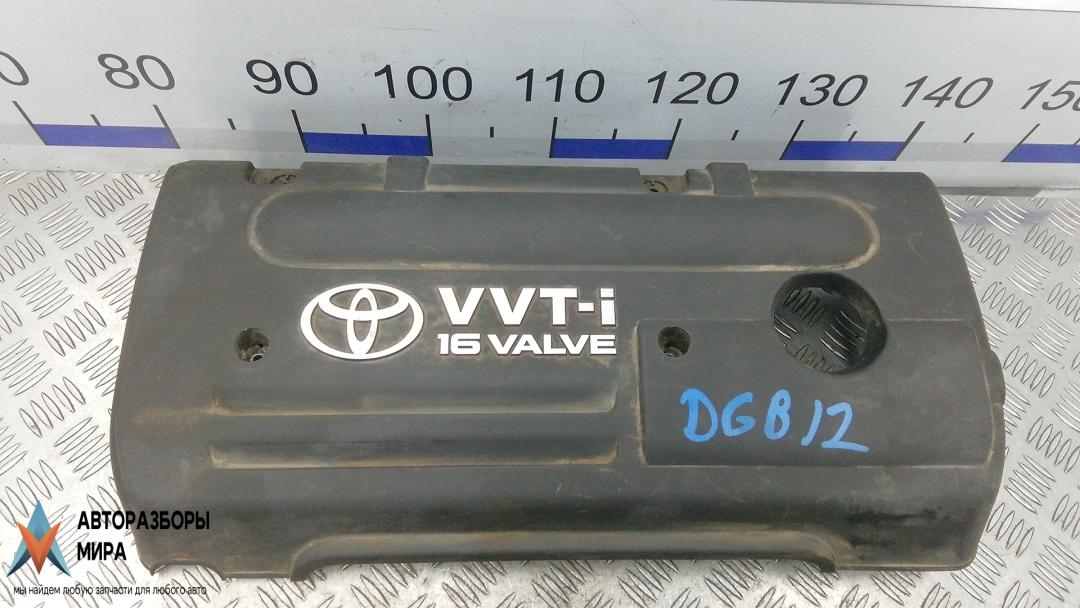 80 90 100 110 120 130 140 150
VVT-i
16 VALVE
DGB12
АВТОРАЗБОРЫ
МИРА
мы найдем любую запчасти для любого авто